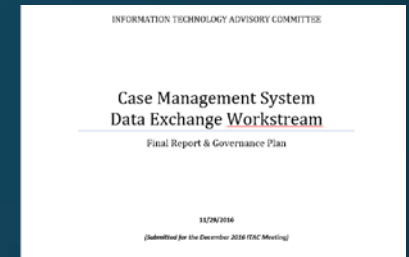 INFORMATION TECHNOLOGY ADVISORY COMMITTEE
Case Management System
Data Exchange Workstream
Final Report & Governance Plan
11/29/2016
(Submitted for the December 2016 ITAC Meeting)